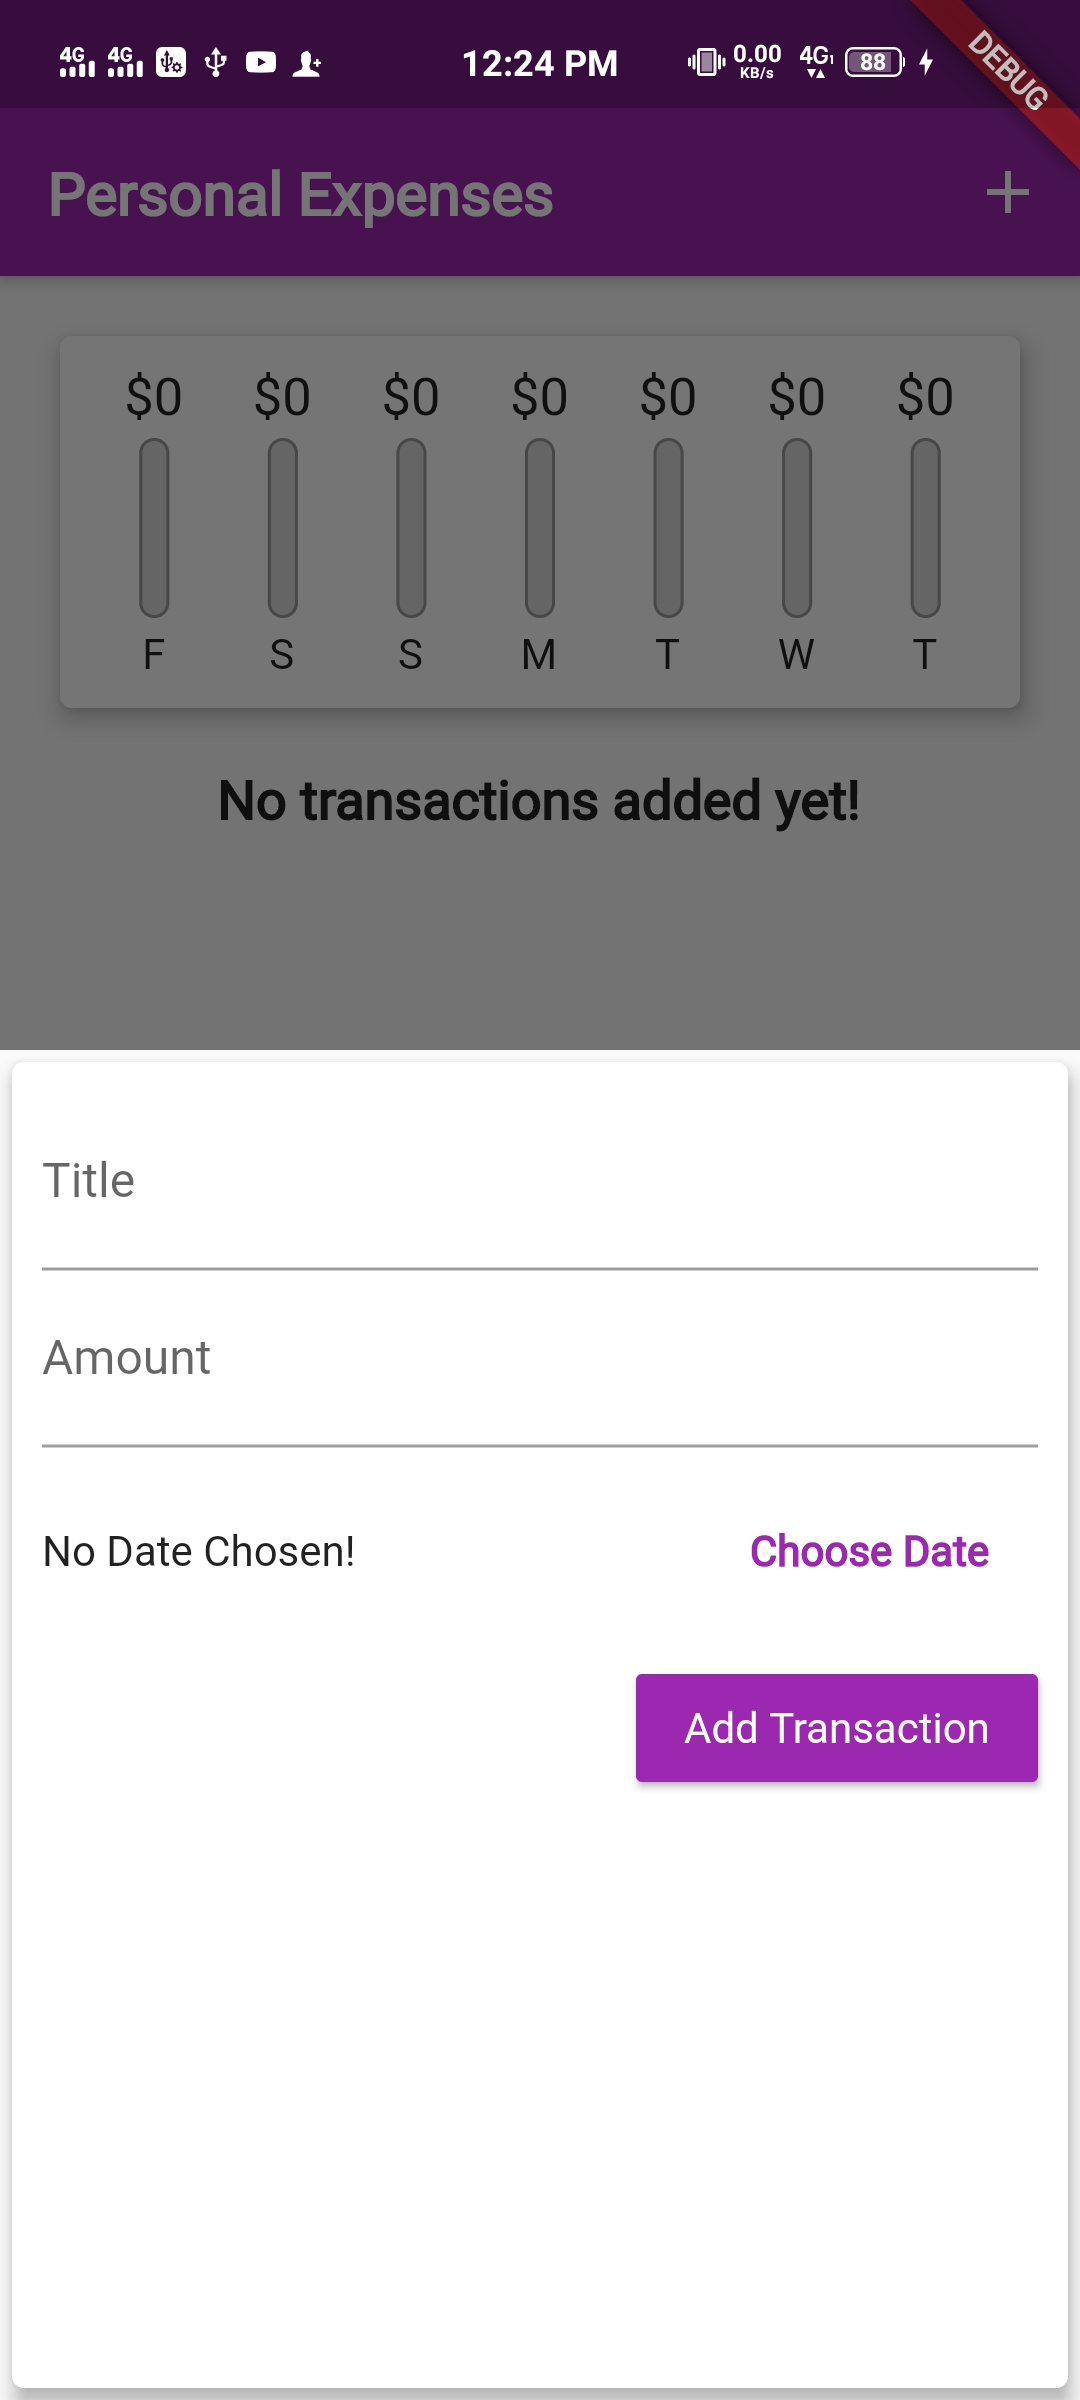 4G 4G 12:24 PM 0.00 KB/s 4G 88
DEBUG
Personal Expenses
$0 $0 $0 $0 $0 $0 $0
F S S M T W T
No transactions added yet!
Title
Amount
No Date Chosen! Choose Date
Add Transaction